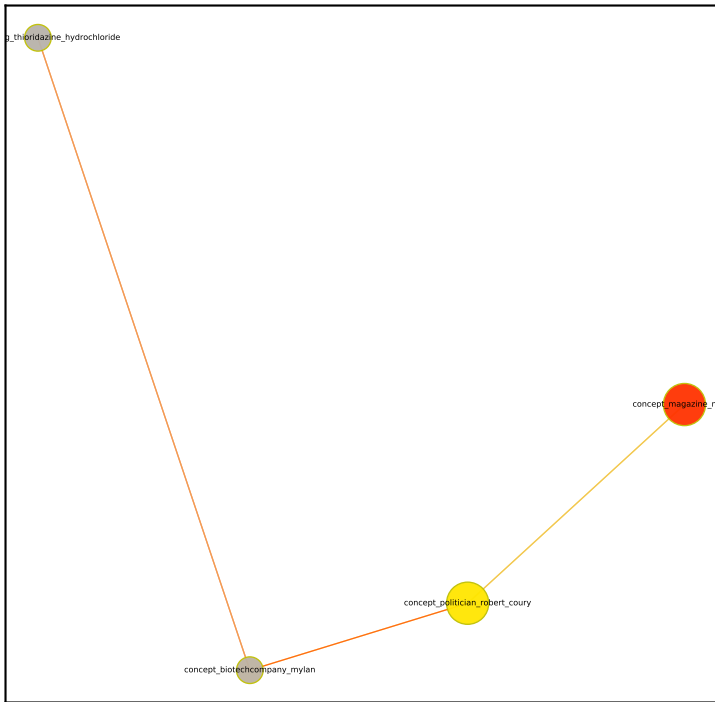 g_thioridazine_hydrochloride
concept_magazine_r
concept_politician_robert_coury
concept_biotechcompany_mylan